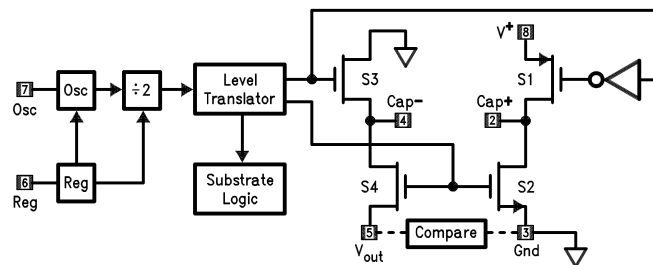 V+
8
S3
S1
7
Osc
Osc
÷2
Level
Translator
Cap-
4
Cap+
2
6
Reg
Reg
Substrate
Logic
S4
S2
5
Vout
Compare
3
Gnd